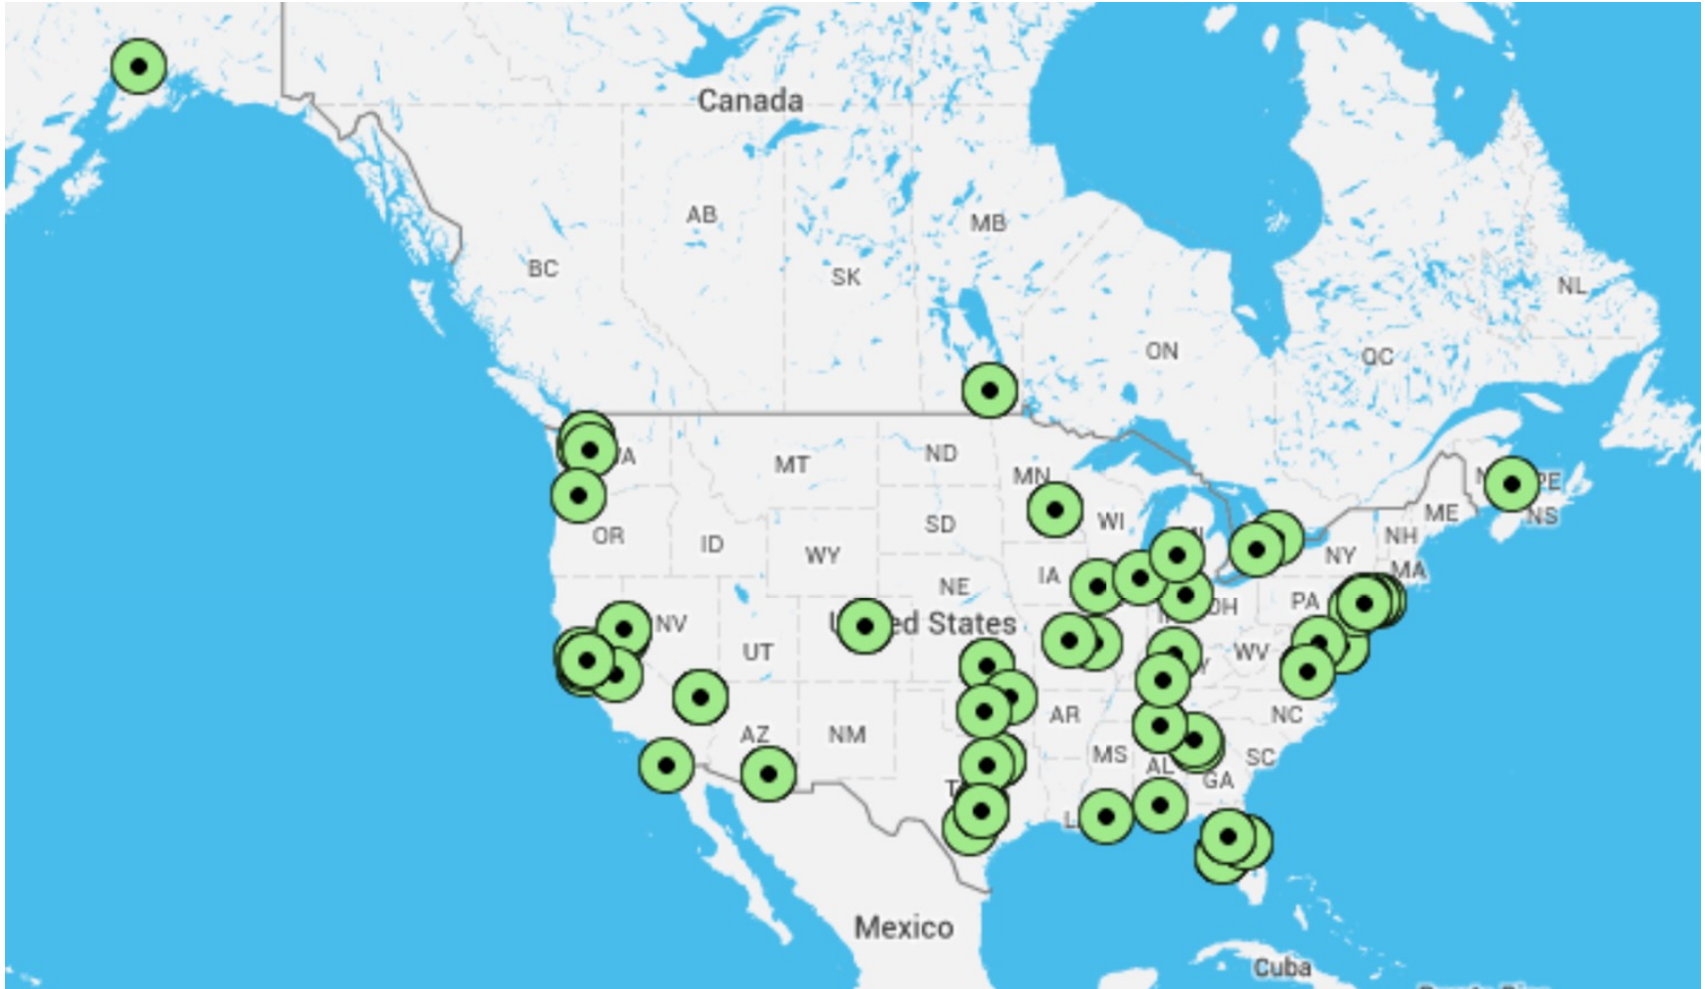 Canada
AB
MB
BC
SK
NL
ON
QC
ND
MT
MN
PE
ME
NS
SD
WI
OR
NH
ID
NY
WY
MA
IA
NE
PA
NV
United States
UT
WV
AR
NC
AZ
NM
MS
SC
AL
GA
Mexico
Cuba